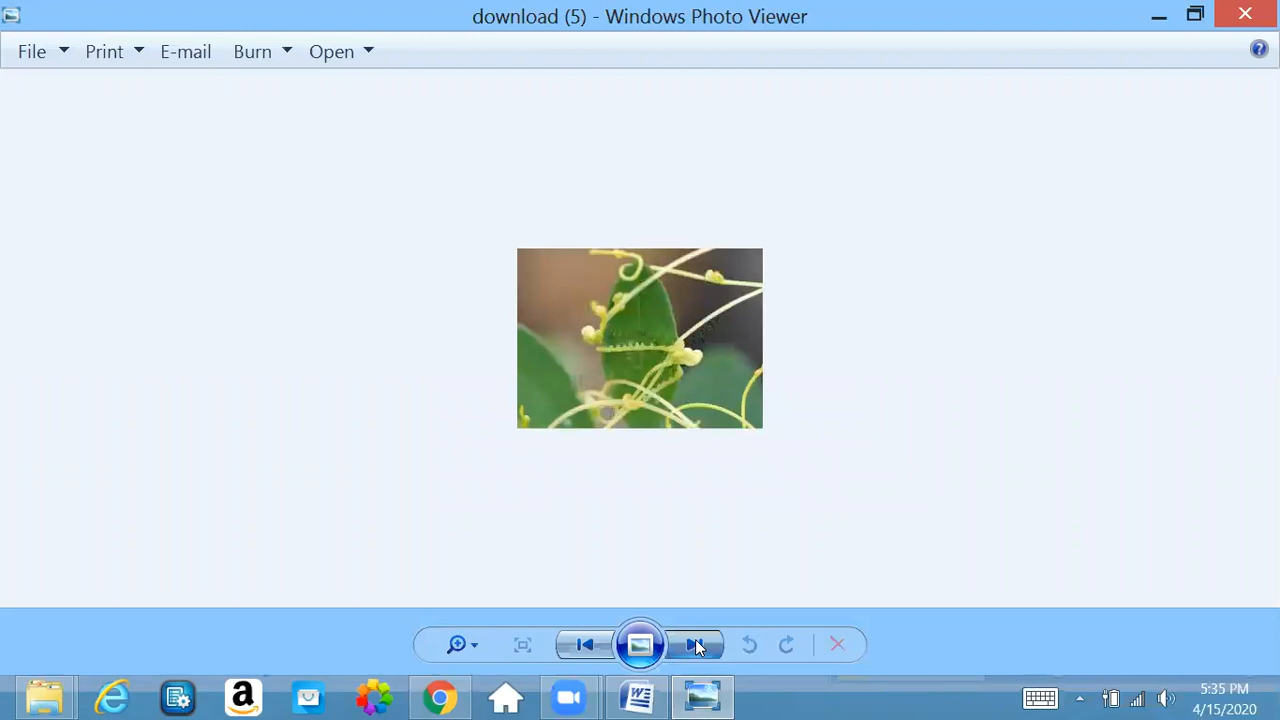 download (5) - Windows Photo Viewer
File Print E-mail Burn Open
5:35 PM
4/15/2020